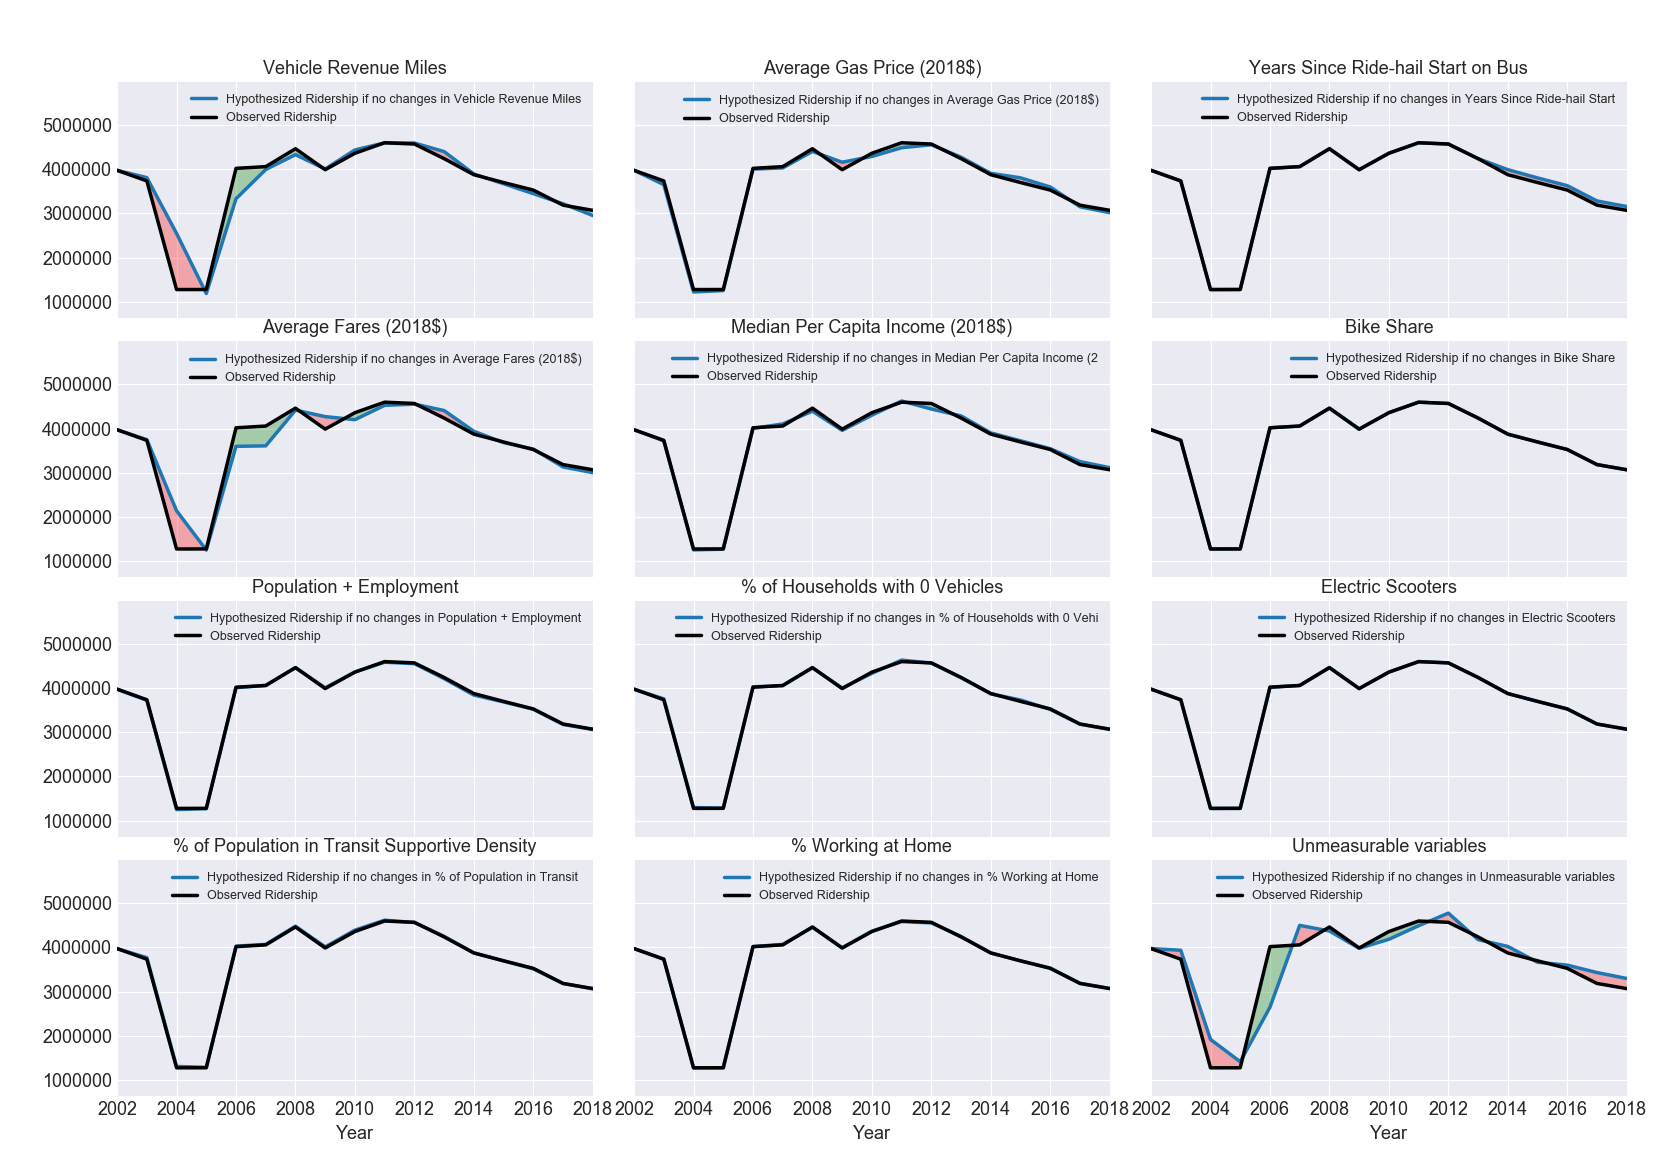 Vehicle Revenue Miles
Hypothesized Ridership if no changes in Vehicle Revenue Miles
Observed Ridership
5000000
4000000
3000000
2000000
1000000
Average Gas Price (2018$)
Hypothesized Ridership if no changes in Average Gas Price (2018$)
Observed Ridership
Years Since Ride-hail Start on Bus
Hypothesized Ridership if no changes in Years Since Ride-hail Start
Observed Ridership
Average Fares (2018$)
Hypothesized Ridership if no changes in Average Fares (2018$)
Observed Ridership
5000000
4000000
3000000
2000000
1000000
Median Per Capita Income (2018$)
Hypothesized Ridership if no changes in Median Per Capita Income (2
Observed Ridership
Bike Share
Hypothesized Ridership if no changes in Bike Share
Observed Ridership
Population + Employment
Hypothesized Ridership if no changes in Population + Employment
Observed Ridership
5000000
4000000
3000000
2000000
1000000
% of Households with 0 Vehicles
Hypothesized Ridership if no changes in % of Households with 0 Vehi
Observed Ridership
Electric Scooters
Hypothesized Ridership if no changes in Electric Scooters
Observed Ridership
% of Population in Transit Supportive Density
Hypothesized Ridership if no changes in % of Population in Transit
Observed Ridership
5000000
4000000
3000000
2000000
1000000
2002 2004 2006 2008 2010 2012 2014 2016 2018
Year
% Working at Home
Hypothesized Ridership if no changes in % Working at Home
Observed Ridership
2002 2004 2006 2008 2010 2012 2014 2016 2018
Year
Unmeasurable variables
Hypothesized Ridership if no changes in Unmeasurable variables
Observed Ridership
2002 2004 2006 2008 2010 2012 2014 2016 2018
Year